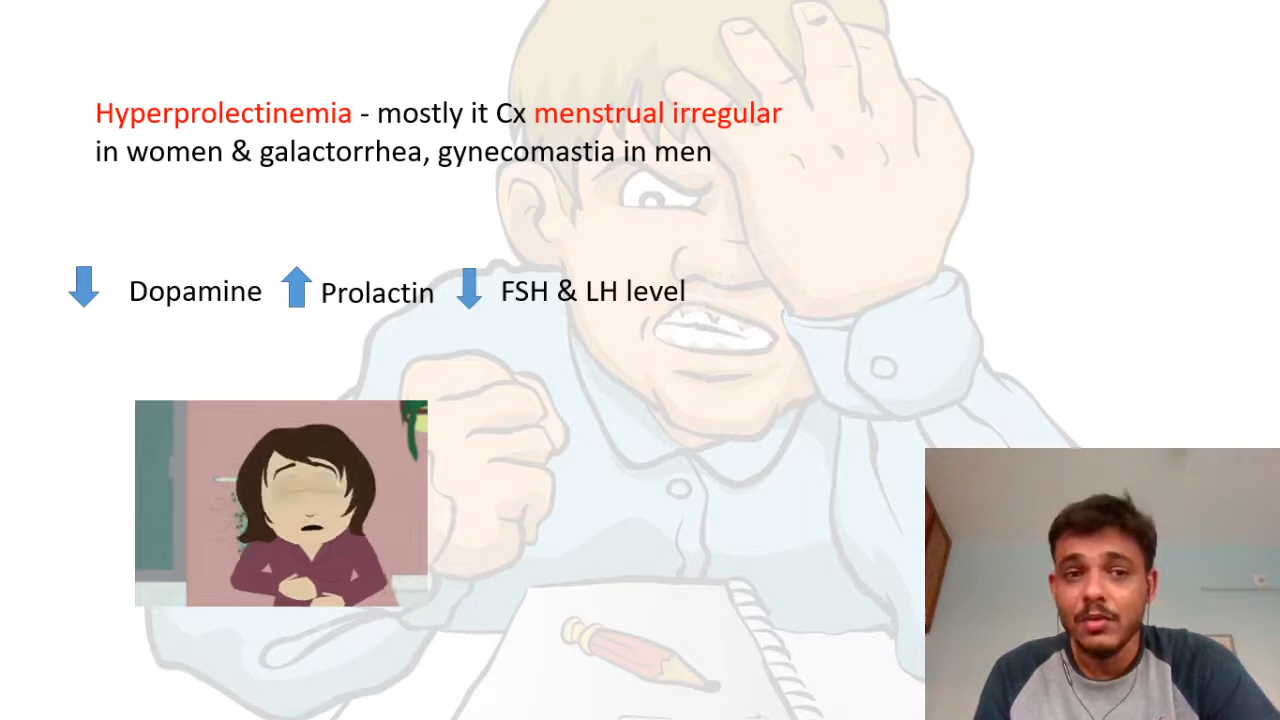 Hyperprolectinemia - mostly it Cx menstrual irregular
in women & galactorrhea, gynecomastia in men
Dopamine Prolactin FSH & LH level